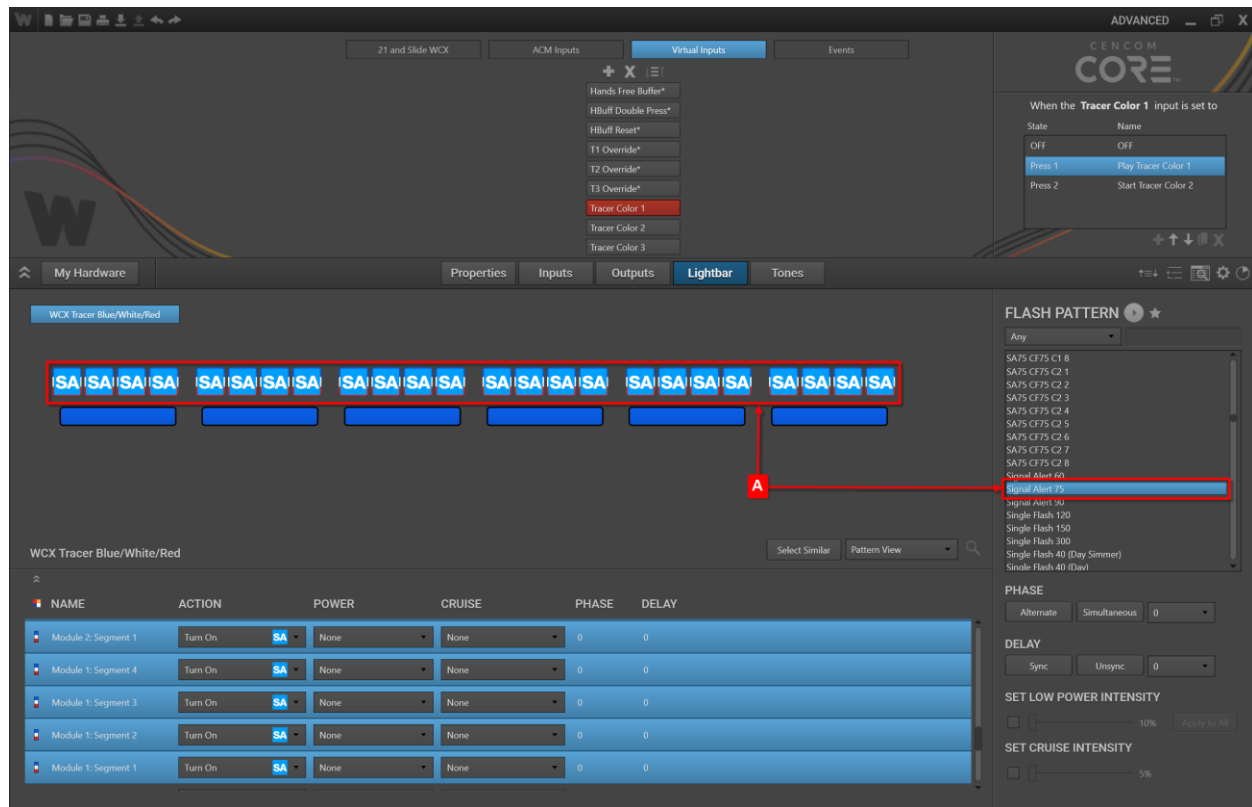 W ADVANCED X
21 and Slide WCX ACM Inputs Virtual Inputs Events
Hands Free Buffer*
HBuff Double Press*
HBuff Reset*
T1 Override*
T2 Override*
T3 Override*
Tracer Color 1
Tracer Color 2
Tracer Color 3
W
CENCOM
CORE
When the Tracer Color 1 input is set to
State Name
OFF OFF
Press 1 Play Tracer Color 1
Press 2 Start Tracer Color 2
My Hardware Properties Inputs Outputs Lightbar Tones
WCX Tracer Blue/White/Red
SA SA SA SA SA SA SA SA SA SA SA SA SA SA SA SA SA SA SA SA SA SA SA SA
A
WCX Tracer Blue/White/Red Select Similar Pattern View
NAME ACTION POWER CRUISE PHASE DELAY
Module 2: Segment 1 Turn On SA None None 0 0
Module 1: Segment 4 Turn On SA None None 0 0
Module 1: Segment 3 Turn On SA None None 0 0
Module 1: Segment 2 Turn On SA None None 0 0
Module 1: Segment 1 Turn On SA None None 0 0
FLASH PATTERN
Any
SA75 CF75 C1 8
SA75 CF75 C2 1
SA75 CF75 C2 2
SA75 CF75 C2 3
SA75 CF75 C2 4
SA75 CF75 C2 5
SA75 CF75 C2 6
SA75 CF75 C2 7
SA75 CF75 C2 8
Signal Alert 60
Signal Alert 75
Signal Alert 90
Single Flash 120
Single Flash 150
Single Flash 300
Single Flash 40 (Day Simmer)
Single Flash 40 (Day)
PHASE
Alternate Simultaneous 0
DELAY
Sync Unsync 0
SET LOW POWER INTENSITY
10% Apply to All
SET CRUISE INTENSITY
5%